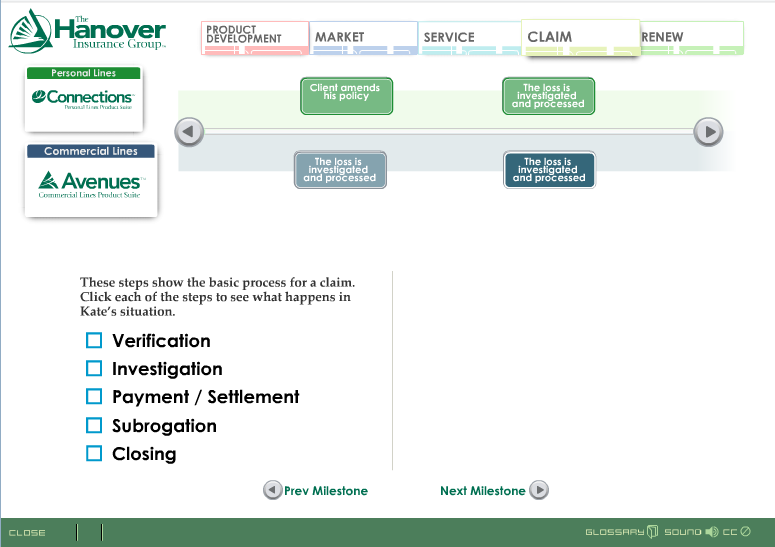 The
Hanover
Insurance Group™
PRODUCT
DEVELOPMENT
MARKET
SERVICE
CLAIM
RENEW
Personal Lines
Connections™
Personal Lines Product Suite
Commercial Lines
Avenues™
Commercial Lines Product Suite
Client amends
his policy
The loss is
investigated
and processed
The loss is
investigated
and processed
The loss is
investigated
and processed
These steps show the basic process for a claim.
Click each of the steps to see what happens in
Kate's situation.
Verification
Investigation
Payment / Settlement
Subrogation
Closing
Prev Milestone
Next Milestone
CLOSE
GLOSSARY
SOUND
CC